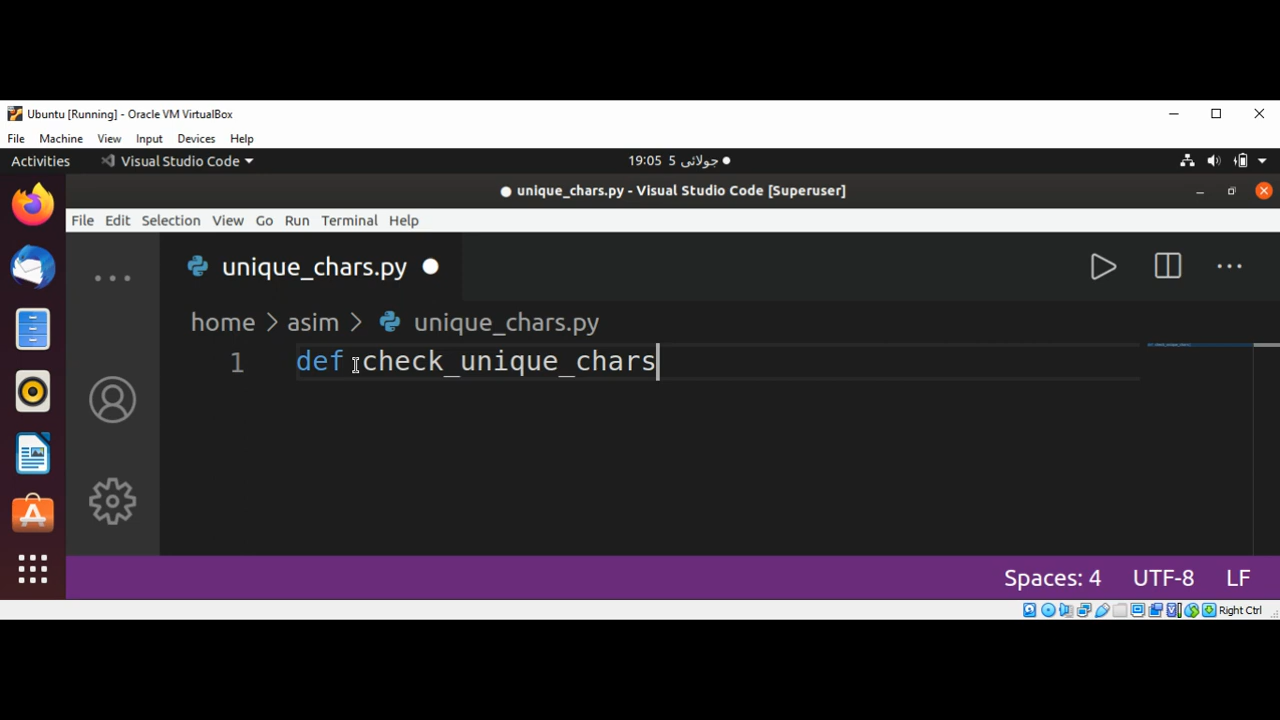 Ubuntu [Running] - Oracle VM VirtualBox
File Machine View Input Devices Help
Activities Visual Studio Code 19:05 5 جولائی
● unique_chars.py - Visual Studio Code [Superuser]
File Edit Selection View Go Run Terminal Help
unique_chars.py
home > asim > unique_chars.py
1 def check_unique_chars
Spaces: 4 UTF-8 LF
Right Ctrl